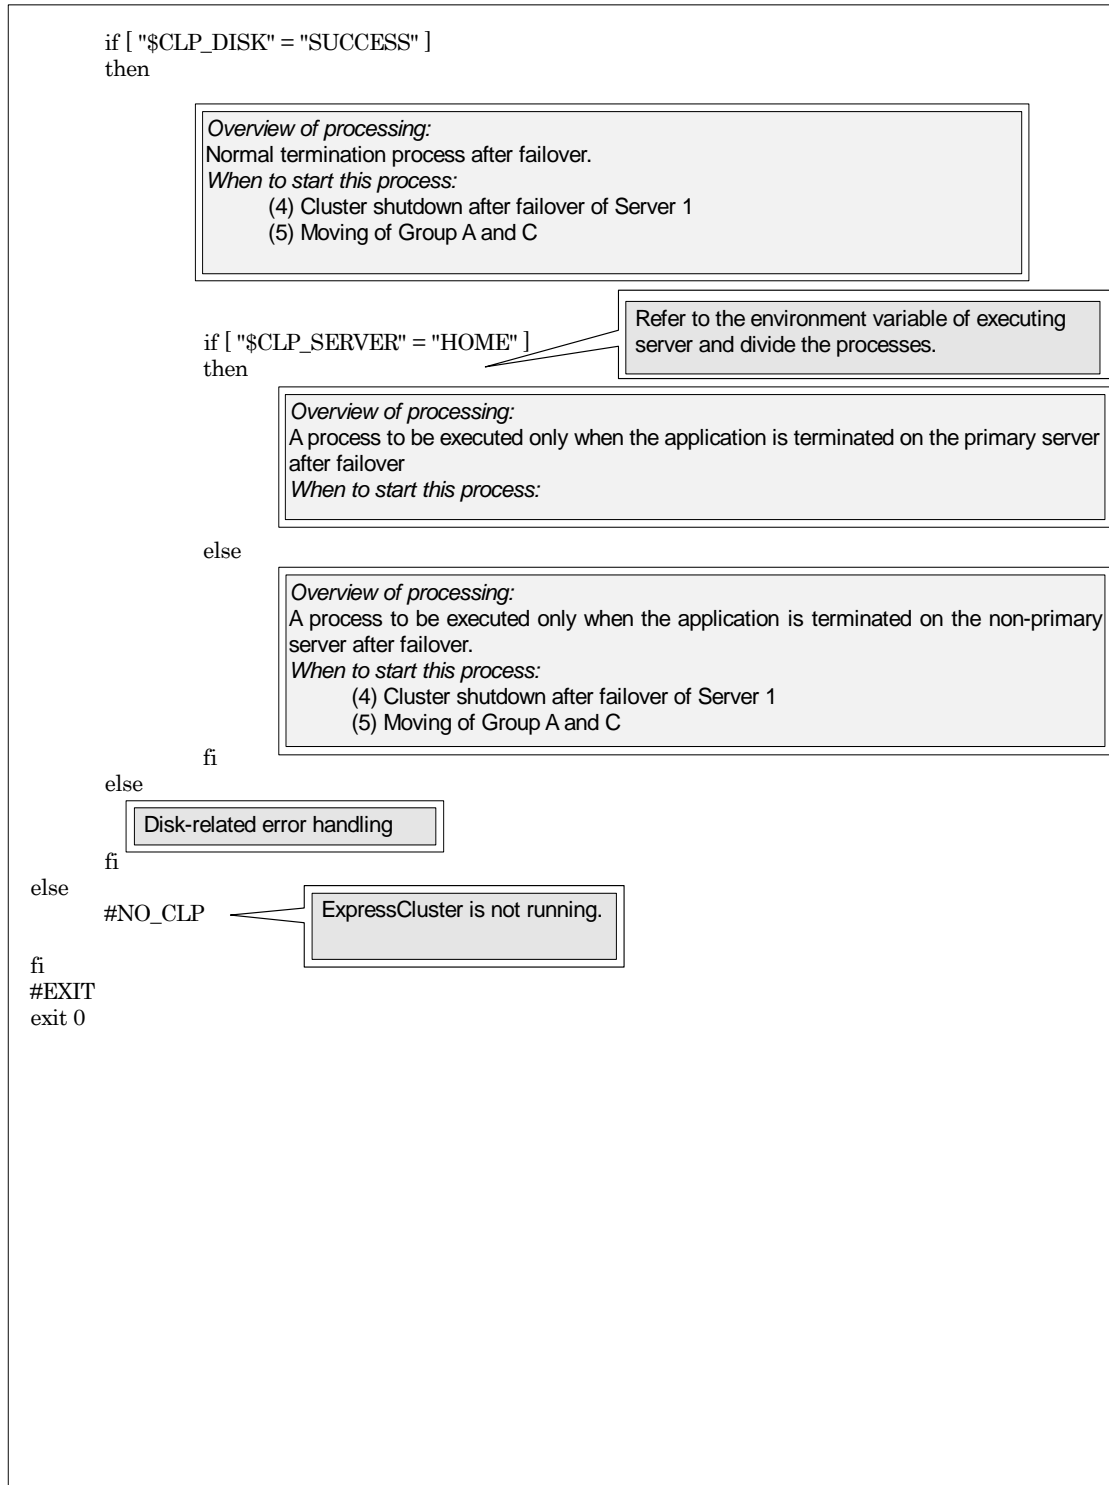 if [ "$CLP_DISK" = "SUCCESS" ]
then
Overview of processing:
Normal termination process after failover.
When to start this process:
(4) Cluster shutdown after failover of Server 1
(5) Moving of Group A and C
if [ "$CLP_SERVER" = "HOME" ]
then
Refer to the environment variable of executing
server and divide the processes.
Overview of processing:
A process to be executed only when the application is terminated on the primary server
after failover
When to start this process:
else
Overview of processing:
A process to be executed only when the application is terminated on the non-primary
server after failover.
When to start this process:
(4) Cluster shutdown after failover of Server 1
(5) Moving of Group A and C
fi
else
Disk-related error handling
fi
else
#NO_CLP
ExpressCluster is not running.
fi
#EXIT
exit 0